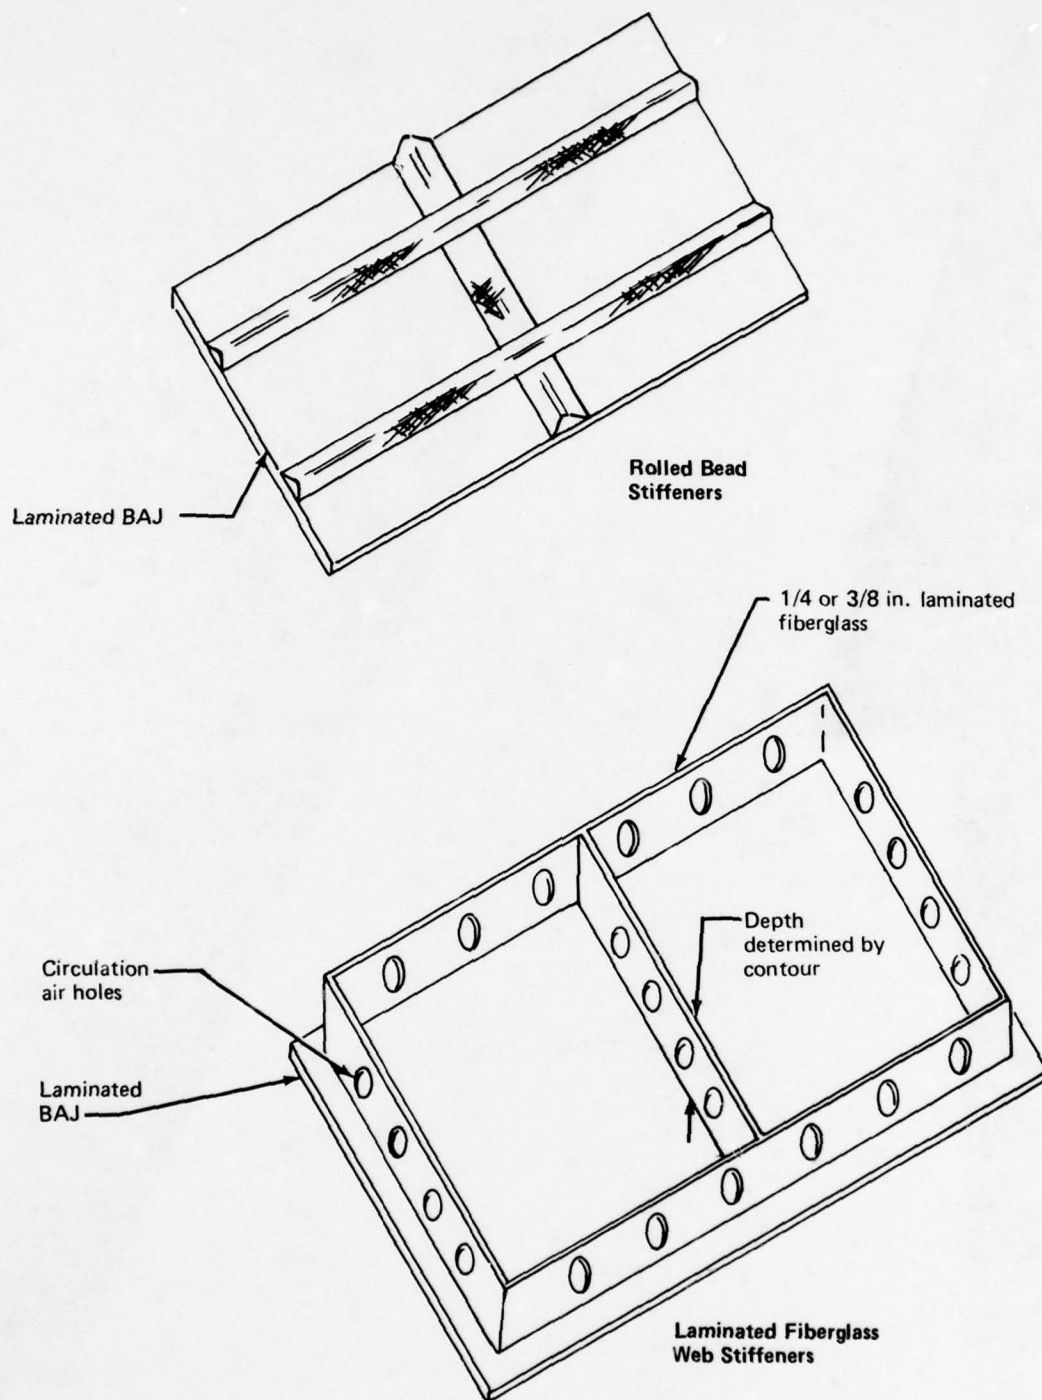 Rolled Bead
Stiffeners
Laminated BAJ
1/4 or 3/8 in. laminated
fiberglass
Depth
determined by
contour
Circulation
air holes
Laminated
BAJ
Laminated Fiberglass
Web Stiffeners